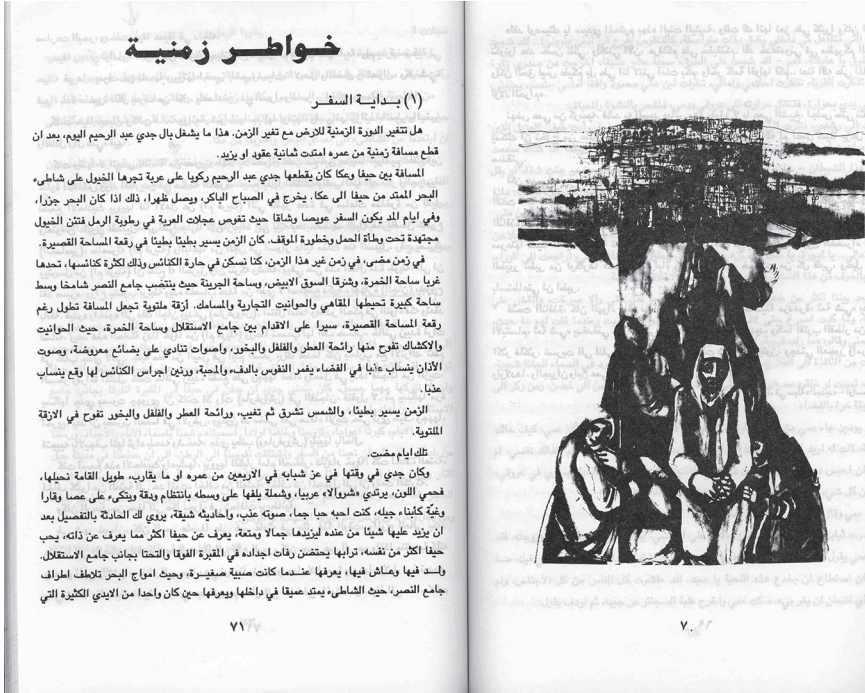 خواطر زمنية
(١) بداية السفر
هل تتغير الدورة الزمنية للارض مع تغير الزمن. هذا ما يشغل بال جدي عبد الرحيم اليوم، بعد ان
قطع مسافة زمنية من عمره امتدت ثمانية عقود او يزيد.
المسافة بين حيفا وعكا كان يقطعها جدي عبد الرحيم ركوبا على عربة تجرها الخيول على شاطىء
البحر الممتد من حيفا الى عكا. يخرج في الصباح الباكر، ويصل ظهرا، ذلك اذا كان البحر جزرا،
وفي ايام المد يكون السفر عويصا وشاقا حيث تغوص عجلات العربة في رطوبة الرمل فتئن الخيول
مجتهدة تحت وطأة الحمل وخطورة الموقف. كان الزمن يسير بطيئا بطيئا في رقعة المساحة القصيرة.
في زمن مضى، في زمن غير هذا الزمن، كنا نسكن في حارة الكنائس وذلك لكثرة كنائسها، تحدها
غربا ساحة الخمرة، وشرقا السوق الابيض، وساحة الجرينة حيث ينتصب جامع النصر شامخا وسط
ساحة كبيرة تحيطها المقاهي والحوانيت التجارية والمسامك. أزقة ملتوية تجعل المسافة تطول رغم
رقعة المساحة القصيرة، سيرا على الاقدام بين جامع الاستقلال وساحة الخمرة، حيث الحوانيت
والاكشاك تفوح منها رائحة العطر والفلفل والبخور، واصوات تنادي على بضائع معروضة، وصوت
الأذان ينساب عذبا في الفضاء يغمر النفوس بالدفء والمحبة، ورنين اجراس الكنائس لها وقع ينساب
عذبا.
الزمن يسير بطيئا، والشمس تشرق ثم تغيب، ورائحة العطر والفلفل والبخور تفوح في الازقة
الملتوية.
تلك ايام مضت.
وكان جدي في وقتها في عز شبابه في الاربعين من عمره او ما يقارب، طويل القامة نحيلها،
قحمي اللون، يرتدي «شروالا» عربيا، وشملة يلفها على وسطه بانتظام ودقة ويتكىء على عصا وقارا
وعيّة كأبناء جيله، كنت احبه حبا جما، صوته عذب، واحاديثه شيقة، يروي لك الحادثة بالتفصيل بعد
ان يزيد عليها شيئا من عنده ليزيدها جمالا ومتعة، يعرف عن حيفا اكثر مما يعرف عن ذاته، يحب
حيفا اكثر من نفسه، ترابها يحتضن رفات اجداده في المقبرة الفوقا والتحتا بجانب جامع الاستقلال.
ولد فيها وعاش فيها، يعرفها عندما كانت صبية صغيرة، وحيث امواج البحر تلاطف اطراف
جامع النصر، حيث الشاطىء يمتد عميقا في داخلها ويعرفها حين كان واحدا من الايدي الكثيرة التي
٧١
٧٠